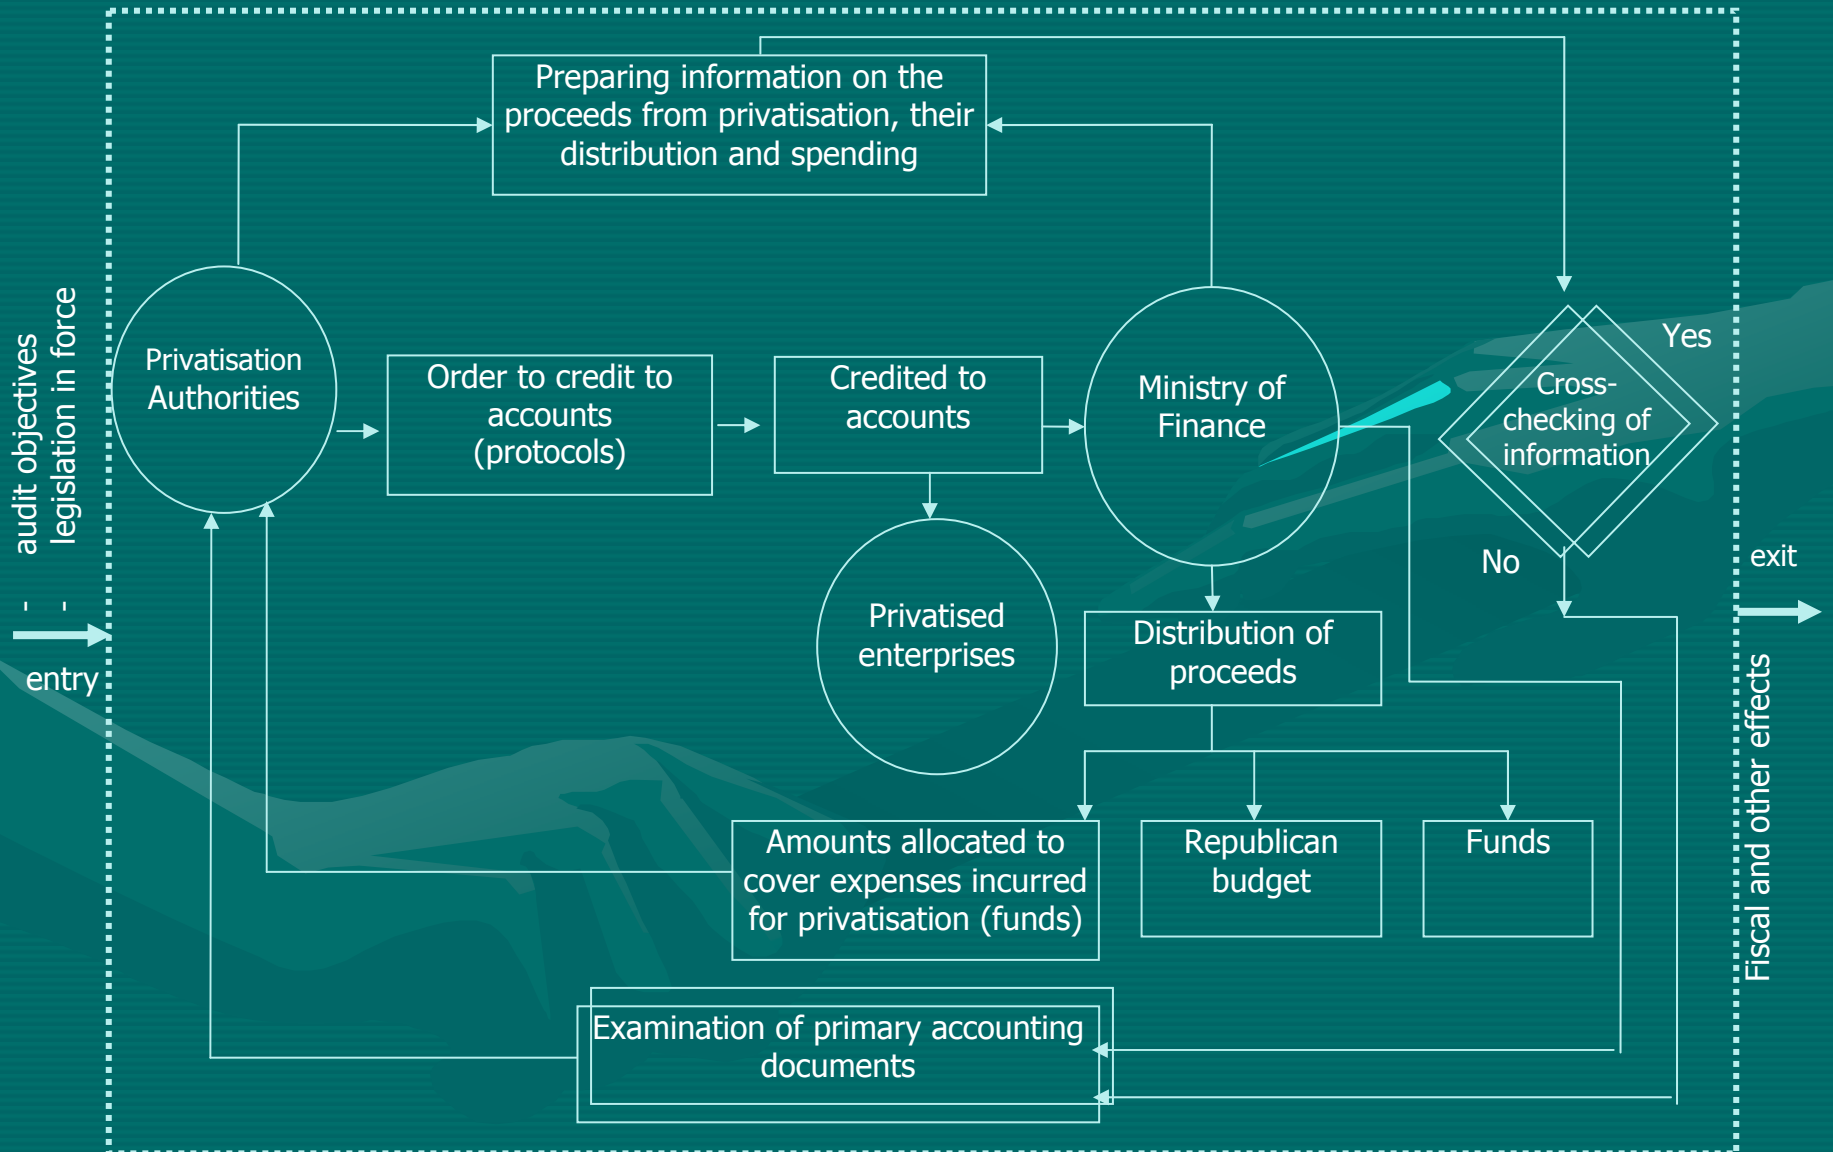 Preparing information on the
proceeds from privatisation, their
distribution and spending
- audit objectives
- legislation in force
entry
Privatisation
Authorities
Order to credit to
accounts
(protocols)
Credited to
accounts
Ministry of
Finance
Yes
Cross-
checking of
information
No
exit
Fiscal and other effects
Privatised
enterprises
Distribution of
proceeds
Amounts allocated to
cover expenses incurred
for privatisation (funds)
Republican
budget
Funds
Examination of primary accounting
documents